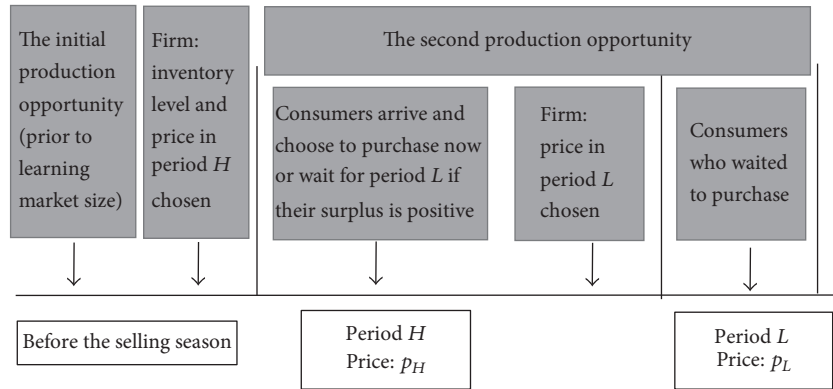 The initial
production
opportunity
(prior to
learning
market size)
Firm:
inventory
level and
price in
period H
chosen
The second production opportunity
Consumers arrive and
choose to purchase now
or wait for period L if
their surplus is positive
Firm:
price in
period L
chosen
Consumers
who waited
to purchase
Before the selling season
Period H
Price: p_H
Period L
Price: p_L